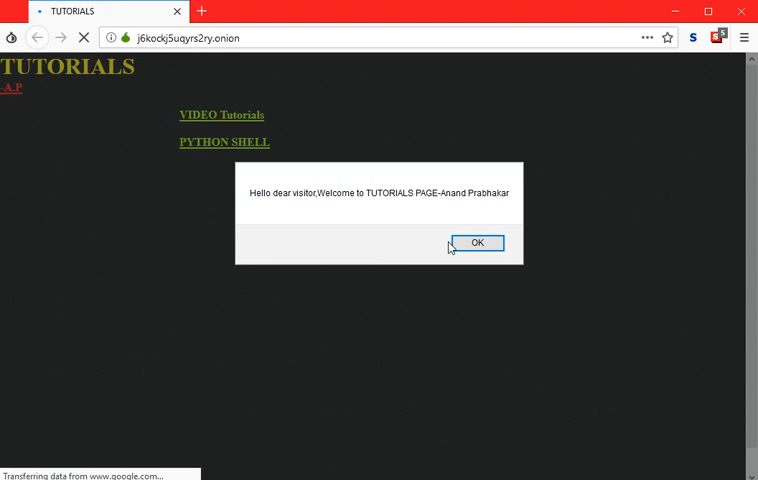 TUTORIALS
j6kockj5uqyrs2ry.onion
S
S 5
TUTORIALS
-A.P
VIDEO Tutorials
PYTHON SHELL
Hello dear visitor,Welcome to TUTORIALS PAGE-Anand Prabhakar
OK
Transferring data from www.google.com...